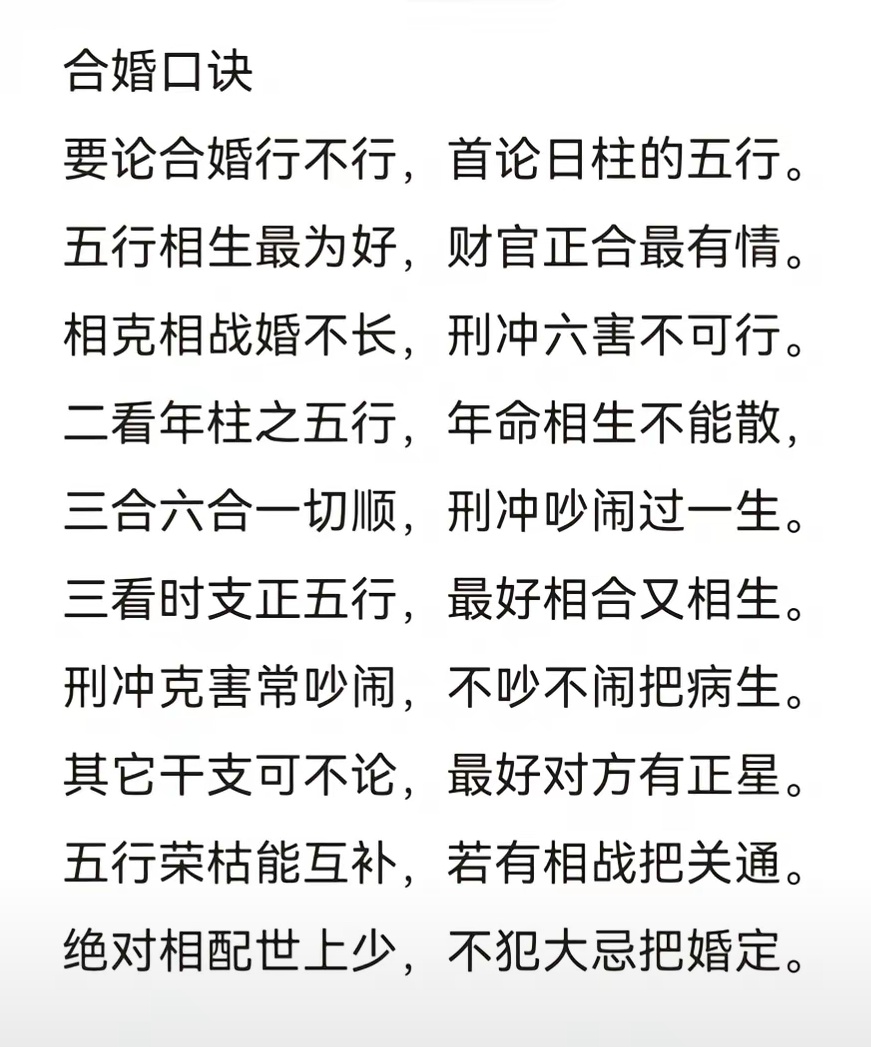 合婚口诀
要论合婚行不行，首论日柱的五行。
五行相生最为好，财官正合最有情。
相克相战婚不长，刑冲六害不可行。
二看年柱之五行，年命相生不能散，
三合六合一切顺，刑冲吵闹过一生。
三看时支正五行，最好相合又相生。
刑冲克害常吵闹，不吵不闹把病生。
其它干支可不论，最好对方有正星。
五行荣枯能互补，若有相战把关通。
绝对相配世上少，不犯大忌把婚定。